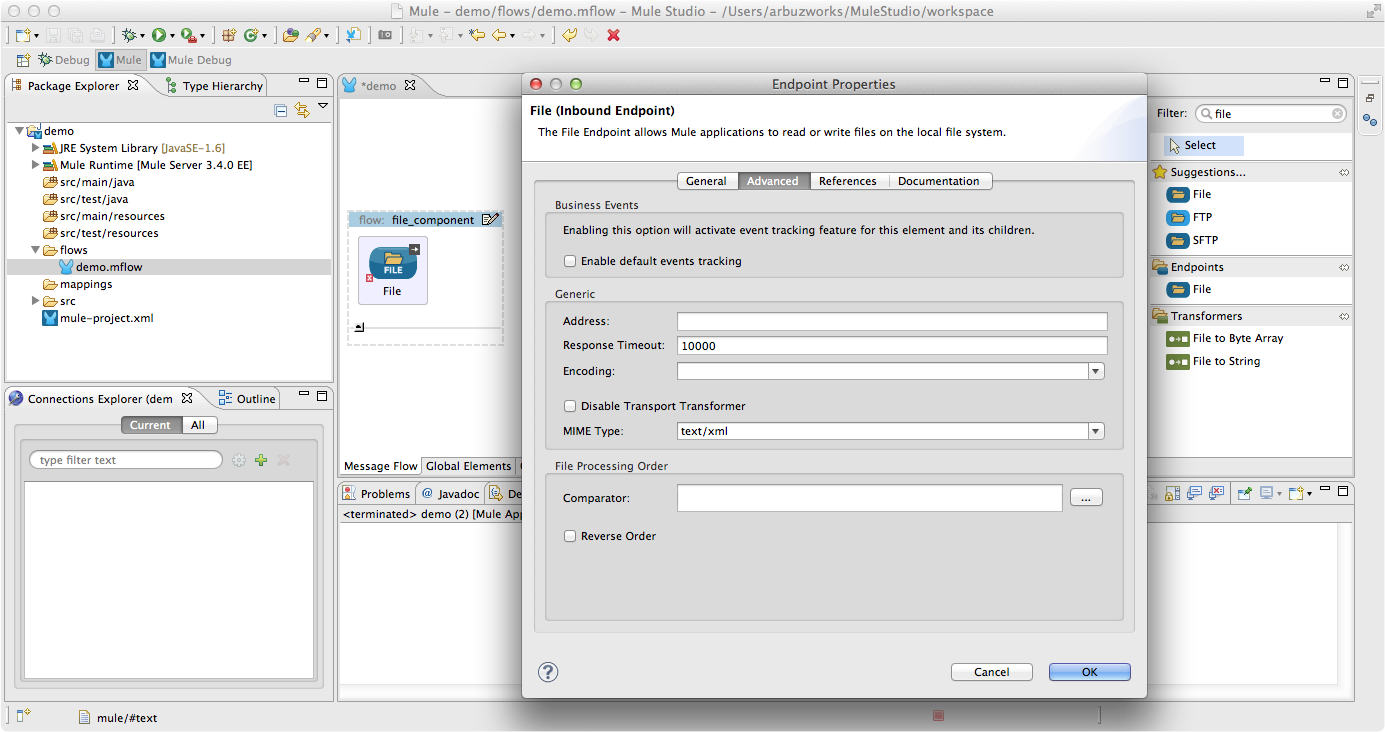 Mule – demo/flows/demo.mflow – Mule Studio – /Users/arbuzworks/MuleStudio/workspace
Debug Mule Mule Debug
Package Explorer Type Hierarchy
demo
JRE System Library [JavaSE-1.6]
Mule Runtime [Mule Server 3.4.0 EE]
src/main/java
src/test/java
src/main/resources
src/test/resources
flows
demo.mflow
mappings
src
mule-project.xml
Connections Explorer (dem Outline
Current All
type filter text
*demo
flow: file_component
FILE
File
Message Flow Global Elements
Problems @ Javadoc De
<terminated> demo (2) [Mule App
Endpoint Properties
File (Inbound Endpoint)
The File Endpoint allows Mule applications to read or write files on the local file system.
General Advanced References Documentation
Business Events
Enabling this option will activate event tracking feature for this element and its children.
Enable default events tracking
Generic
Address:
Response Timeout: 10000
Encoding:
Disable Transport Transformer
MIME Type: text/xml
File Processing Order
Comparator: ...
Reverse Order
? Cancel OK
Filter: file
Select
Suggestions...
File
FTP
SFTP
Endpoints
File
Transformers
File to Byte Array
File to String
mule/#text